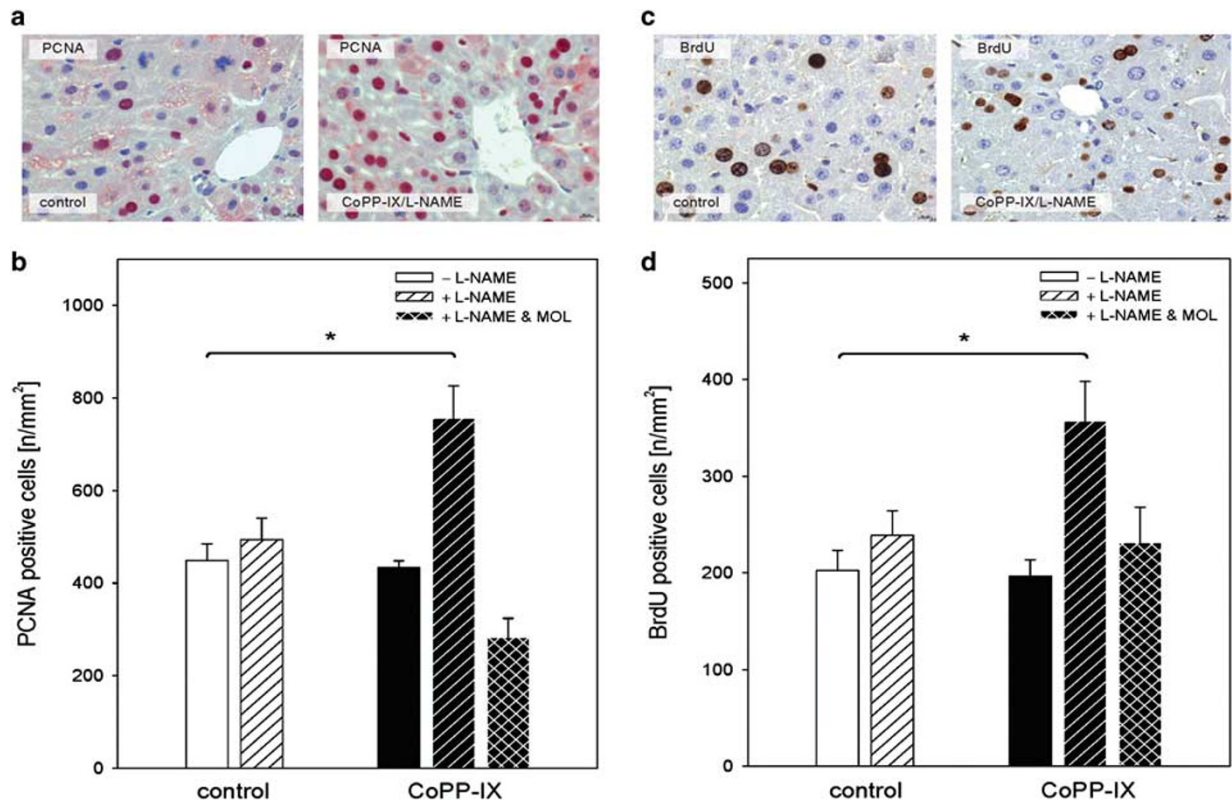 a
PCNA
control
PCNA
CoPP-IX/L-NAME
c
BrdU
control
BrdU
CoPP-IX/L-NAME
b
PCNA positive cells [n/mm²]
1000
800
600
400
200
0
– L-NAME
+ L-NAME
+ L-NAME & MOL
*
control
CoPP-IX
d
BrdU positive cells [n/mm²]
500
400
300
200
100
0
– L-NAME
+ L-NAME
+ L-NAME & MOL
*
control
CoPP-IX